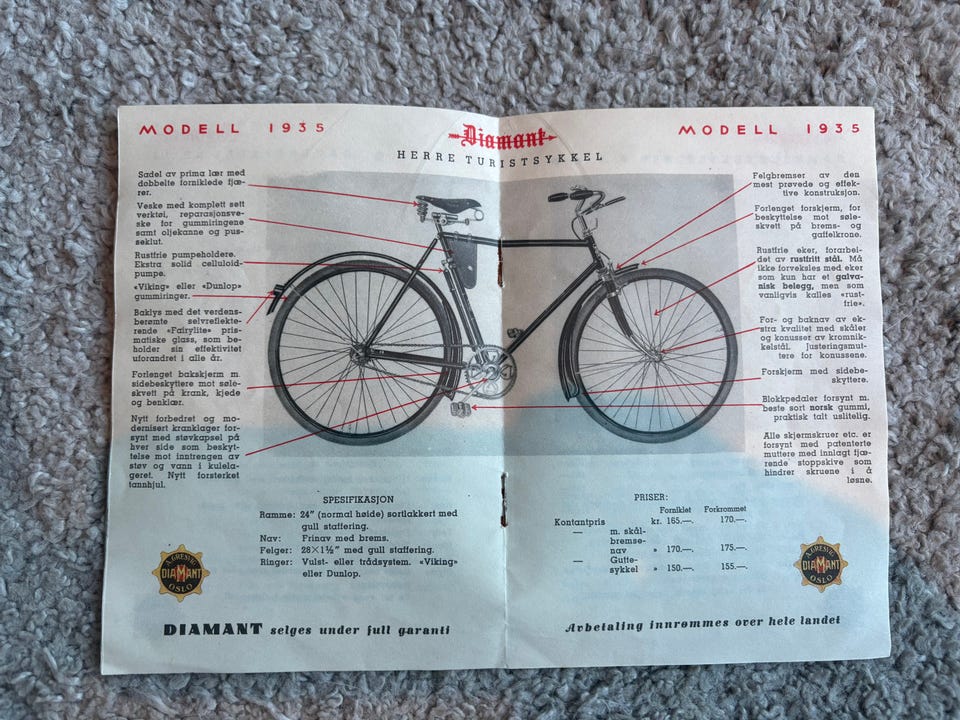 MODELL 1935
Diamant
MODELL 1935
HERRE TURISTSYKKEL
Sadel av prima lær med
dobbelte forniklede fjæ-
rer.
Veske med komplett sett
verktøi, reparasjonsve-
ske for gummiringene
samt oljekanne og pus-
seklut.
Rustfrie pumpeholdere.
Ekstra solid celluloid-
pumpe.
«Viking» eller «Dunlop»
gummiringer.
Baklys med det verdens-
berømte selvreflekte-
rende «Fairylite» pris-
matiske glass, som be-
holder sin effektivitet
uforandret i alle år.
Forlenget bakskjerm m.
sidebeskyttere mot søle-
skvett på krank, kjede
og benklær.
Nytt forbedret og mo-
dernisert kranklager for-
synt med støvkapsel på
hver side som beskyt-
telse mot inntrengen av
støv og vann i kulela-
geret. Nytt forsterket
tannhjul.
Felgbremser av den
mest prøvede og effek-
tive konstruksjon.
Forlenget forskjerm, for
beskyttelse mot søle-
skvett på brems- og
gaffelkrone.
Rustfrie eker, forarbei-
det av rustfritt stål. Må
ikke forveksles med eker
som kun har et galva-
nisk belegg, men som
vanligvis kalles «rust-
frie».
For- og baknav av ek-
stra kvalitet med skåler
og konusser av kromnik-
kelstål. Justeringsmut-
tere for konussene.
Forskjerm med sidebe-
skyttere.
Blokkpedaler forsynt m.
beste sort norsk gummi,
praktisk talt uslitelig.
Alle skjermskruer etc. er
forsynt med patenterte
muttere med innlagt fjæ-
rende stoppskive som
hindrer skruene i å
løsne.
SPESIFIKASJON
Ramme: 24" (normal høide) sortlakkert med
gull staffering.
Nav: Frinav med brems.
Felger: 28×1½" med gull staffering.
Ringer: Vulst- eller trådsystem. «Viking»
eller Dunlop.
PRISER:
Forniklet Forkrommet
Kontantpris kr. 165.— 170.—
— m. skål-
bremse-
nav » 170.— 175.—
— Gutte-
sykkel » 150.— 155.—
A. GRESVIG
DIAMANT
OSLO
A. GRESVIG
DIAMANT
OSLO
DIAMANT selges under full garanti
Avbetaling innrømmes over hele landet